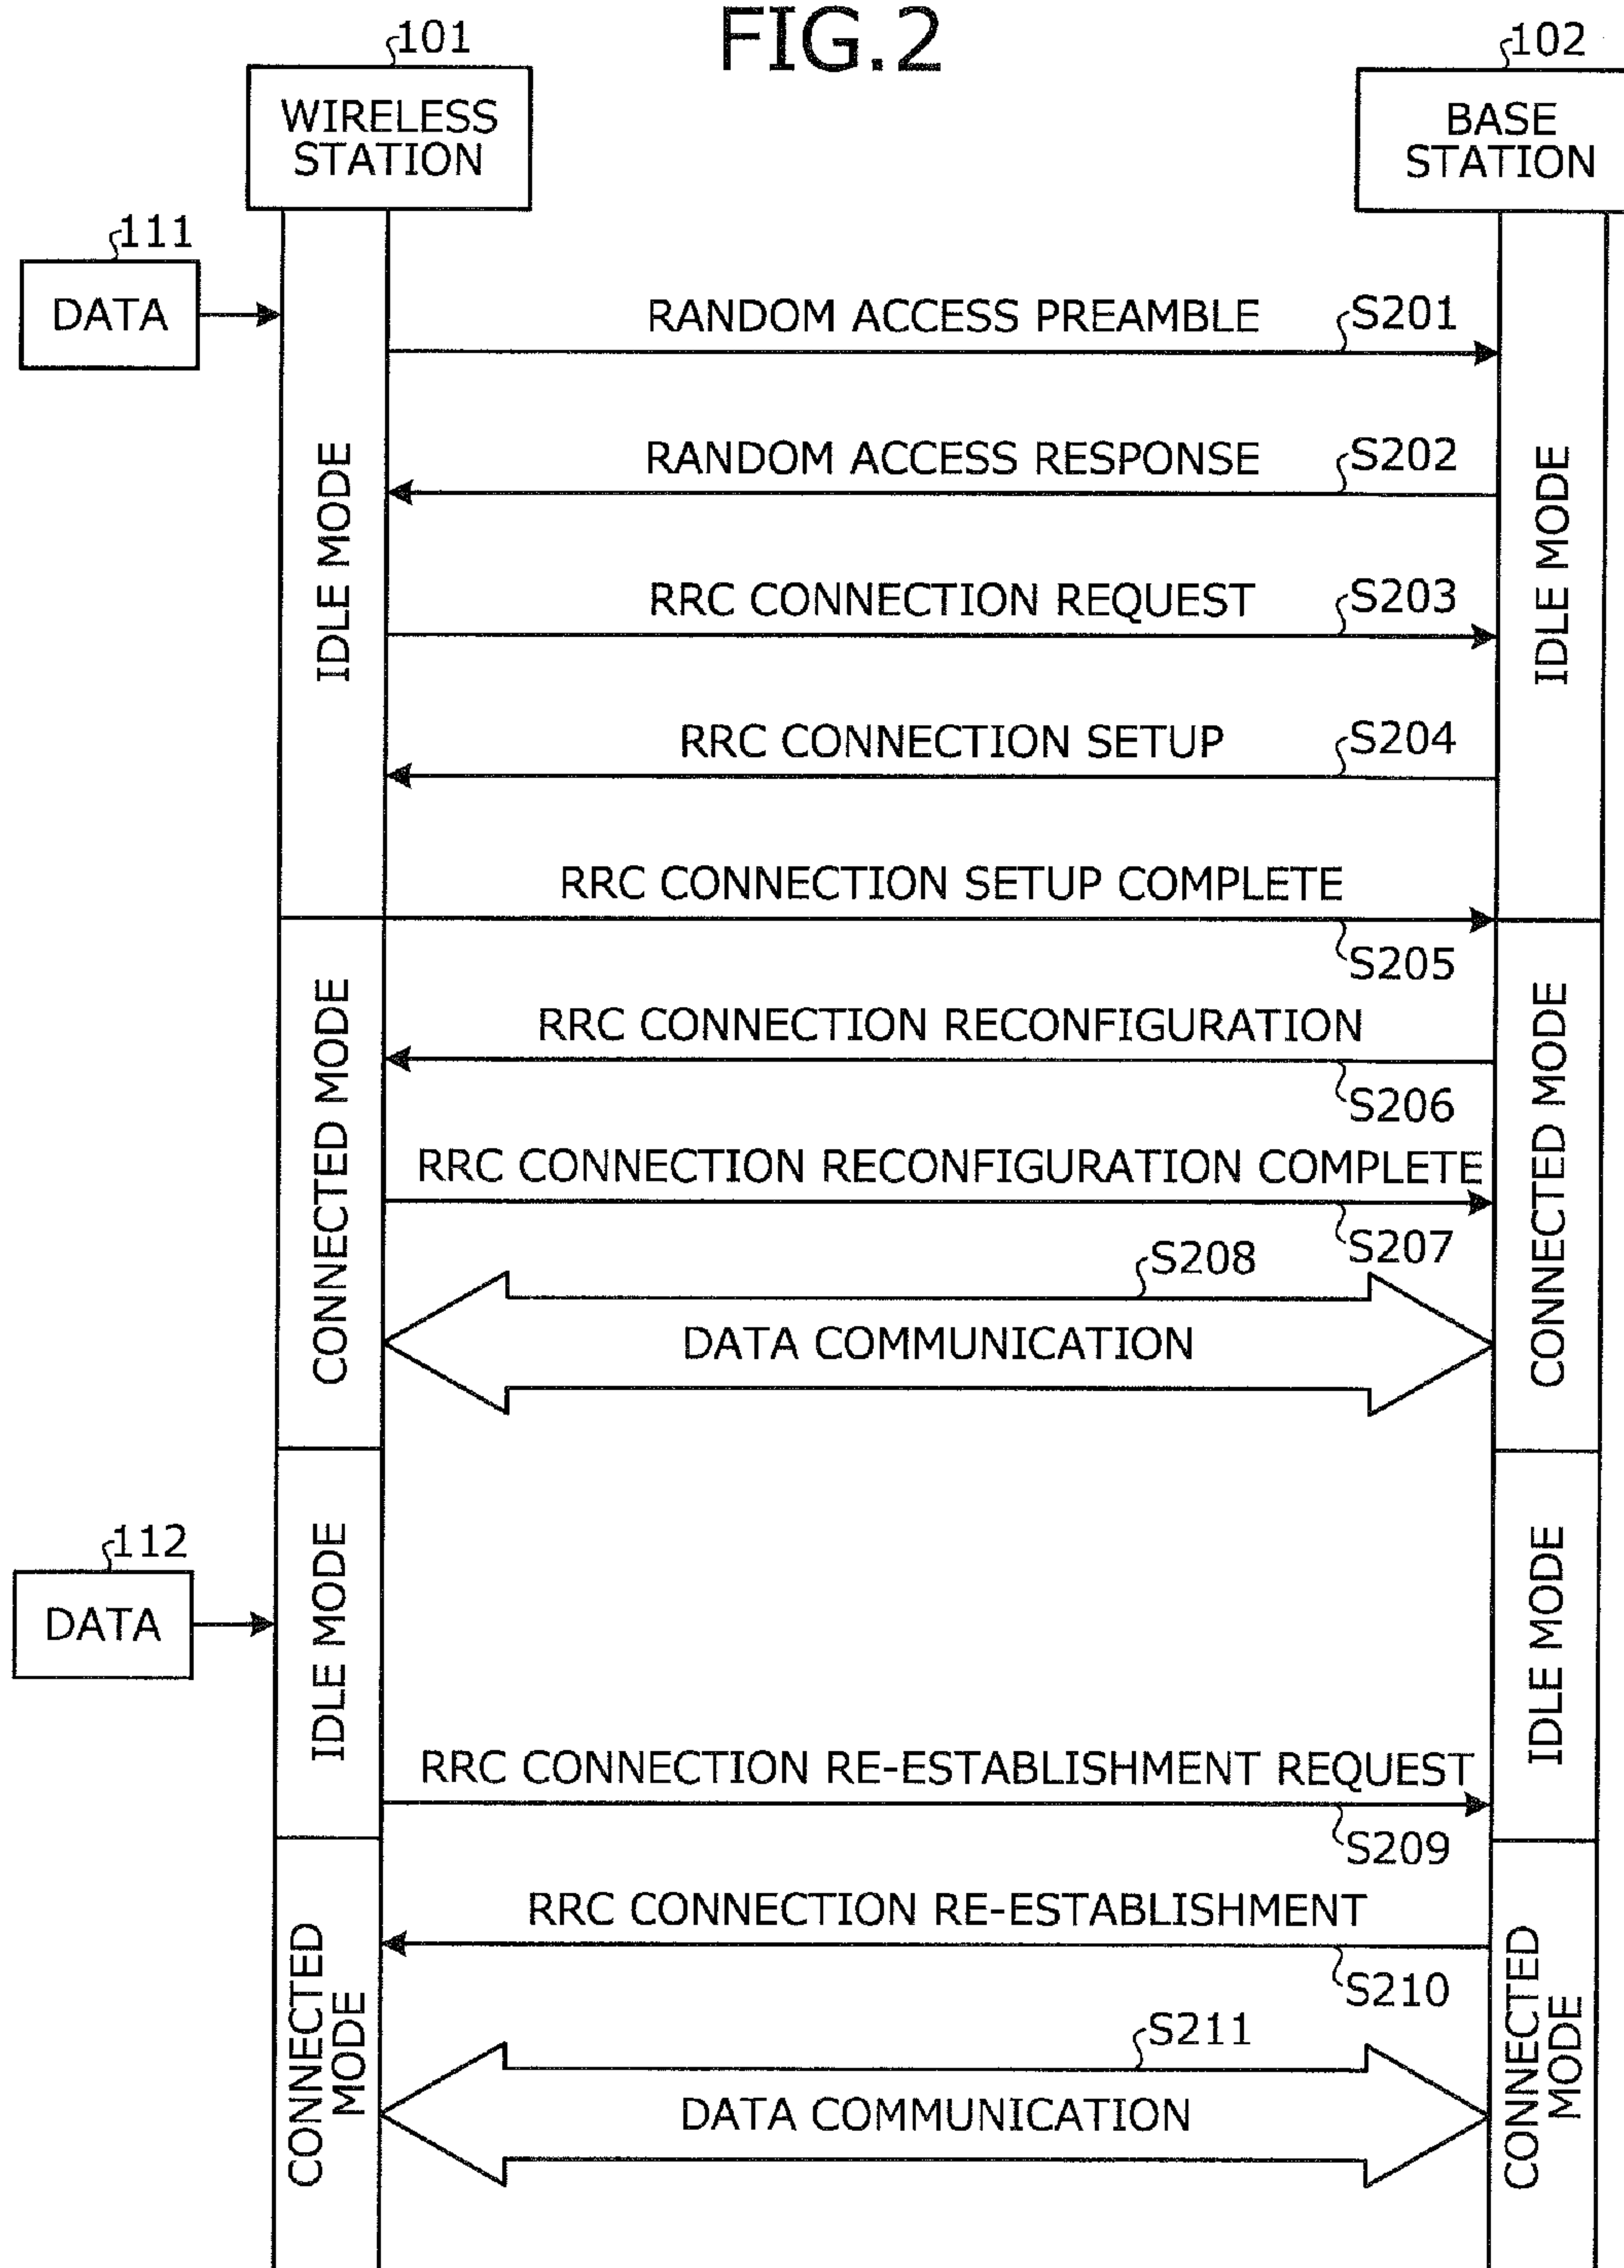 FIG.2
101
102
WIRELESS
STATION
BASE
STATION
111
DATA
RANDOM ACCESS PREAMBLE
S201
RANDOM ACCESS RESPONSE
S202
IDLE MODE
IDLE MODE
RRC CONNECTION REQUEST
S203
RRC CONNECTION SETUP
S204
RRC CONNECTION SETUP COMPLETE
S205
RRC CONNECTION RECONFIGURATION
S206
CONNECTED MODE
CONNECTED MODE
RRC CONNECTION RECONFIGURATION COMPLETE
S207
S208
DATA COMMUNICATION
112
DATA
IDLE MODE
IDLE MODE
RRC CONNECTION RE-ESTABLISHMENT REQUEST
S209
RRC CONNECTION RE-ESTABLISHMENT
S210
CONNECTED
MODE
CONNECTED
MODE
S211
DATA COMMUNICATION